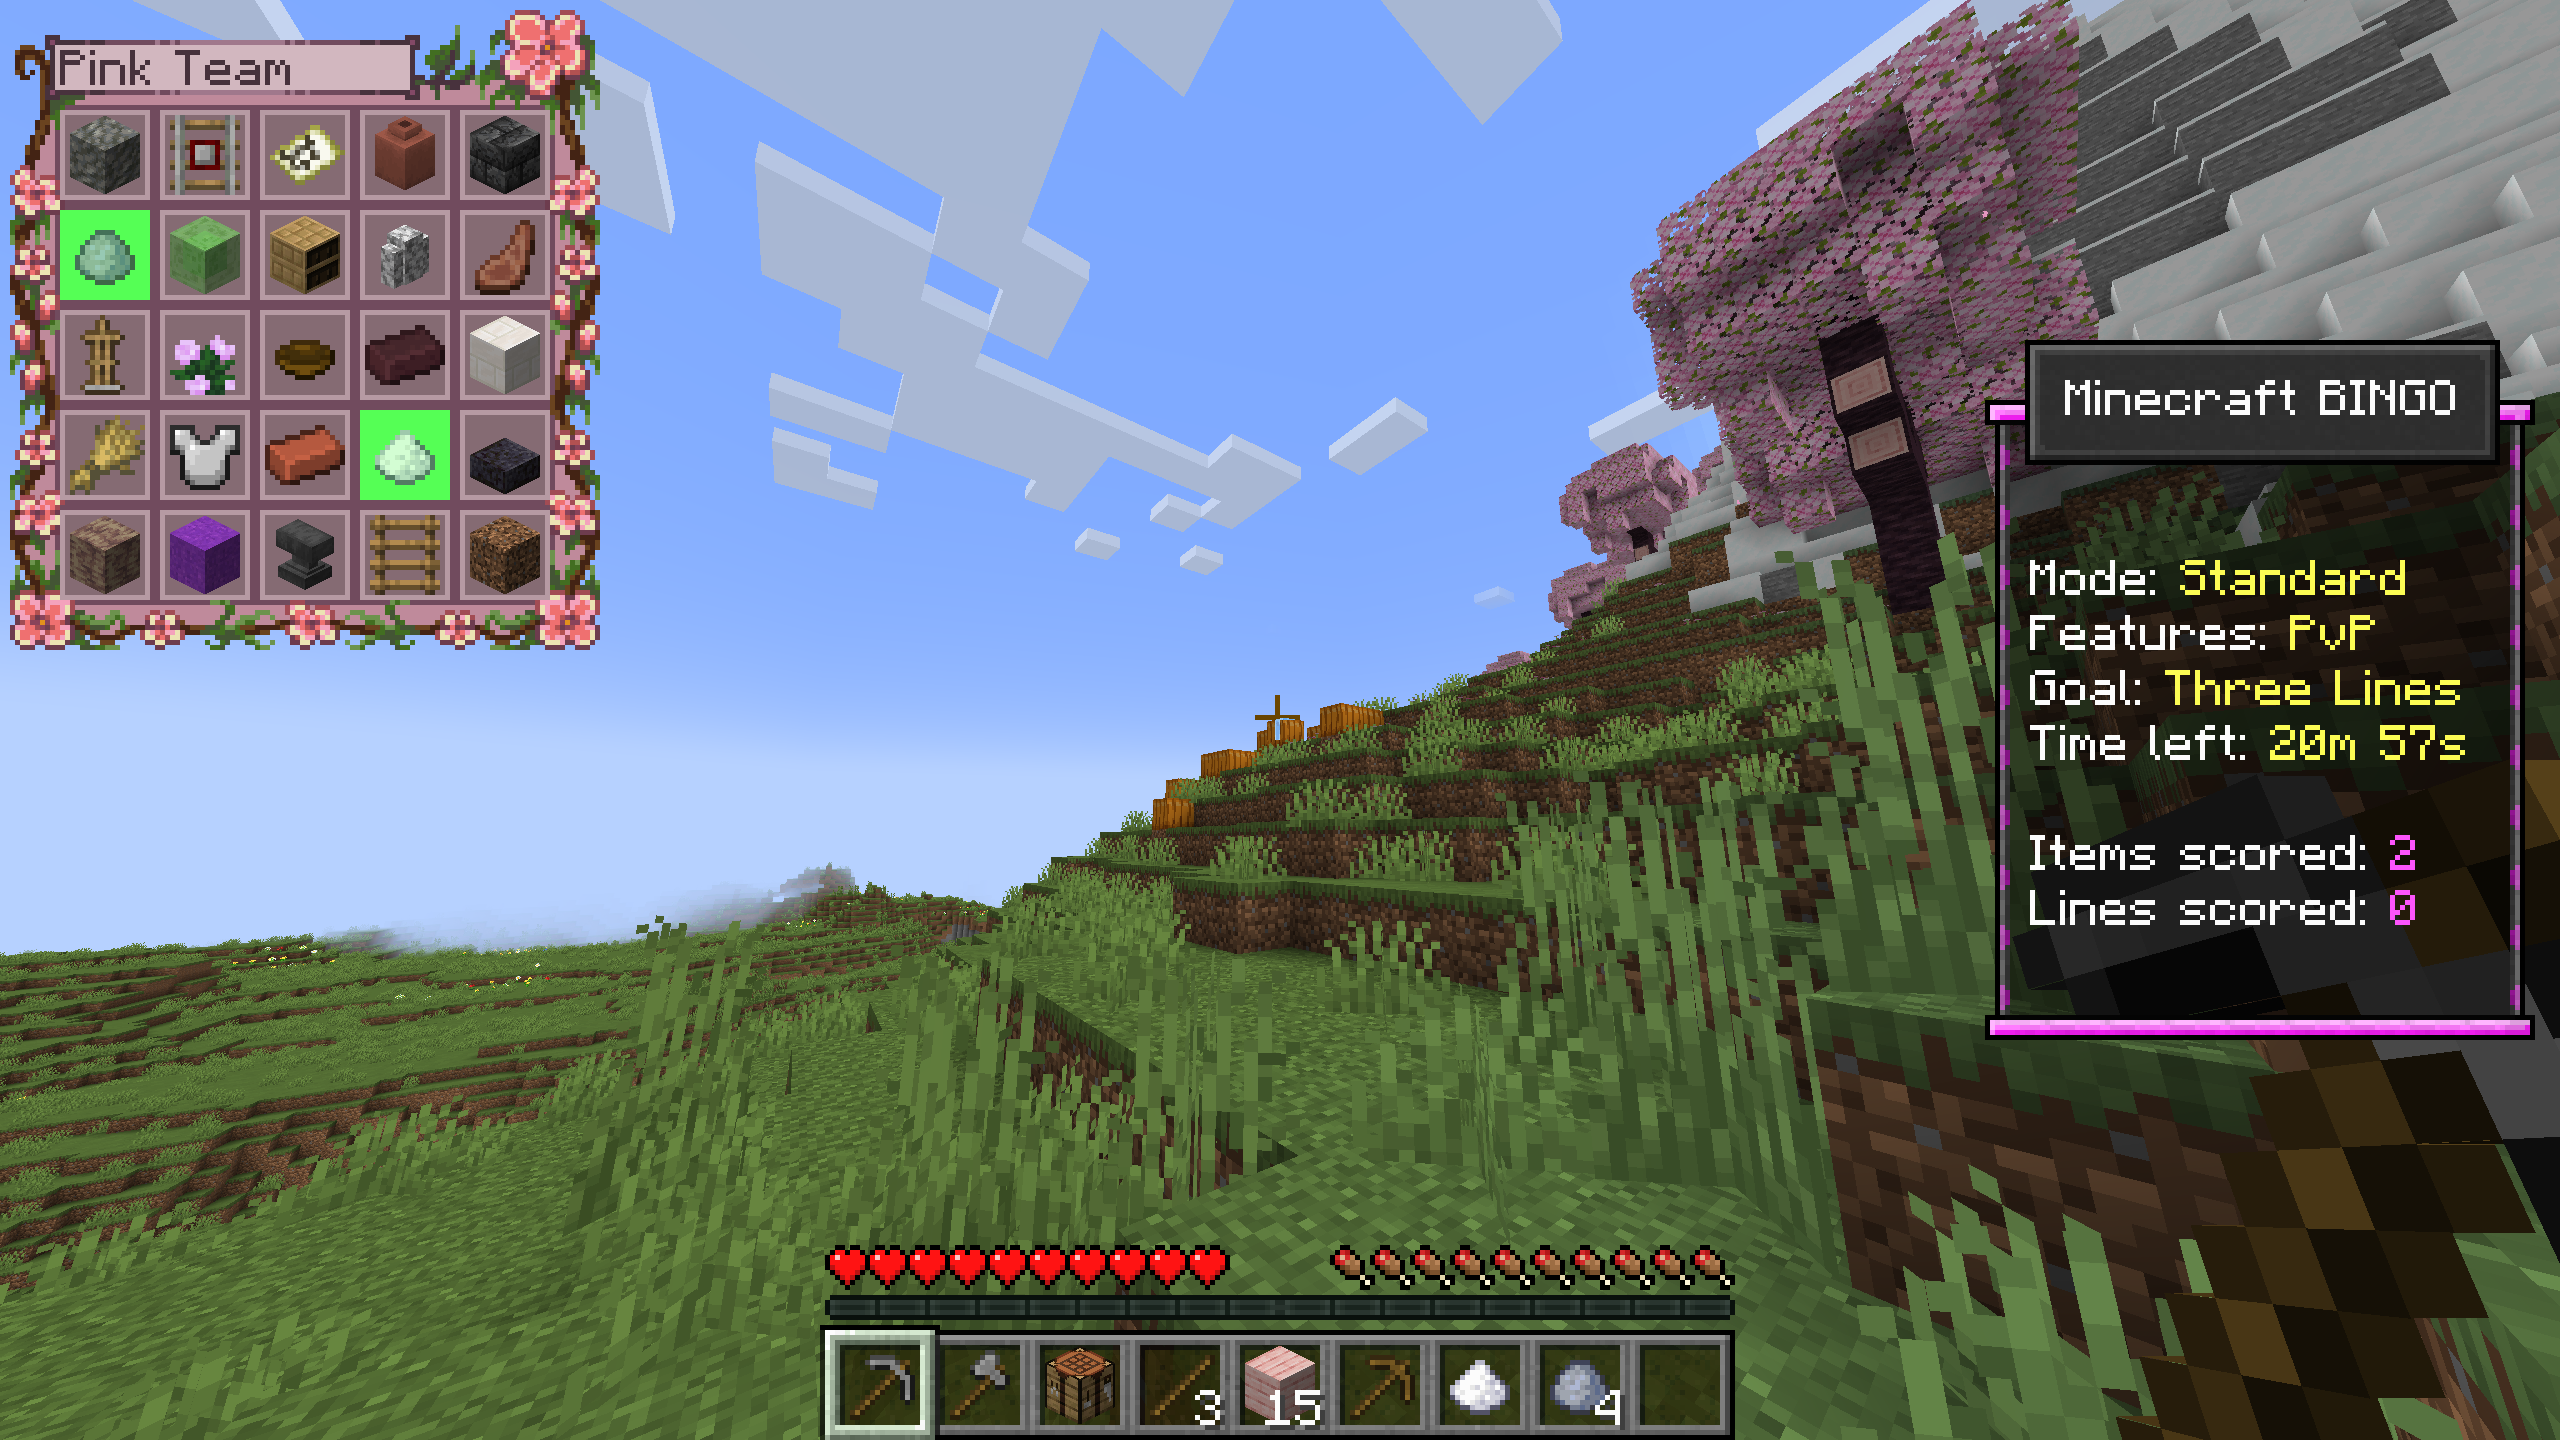 Pink Team
Minecraft BINGO
Mode: Standard
Features: PvP
Goal: Three Lines
Time left: 20m 57s
Items scored: 2
Lines scored: 0
3
15
4